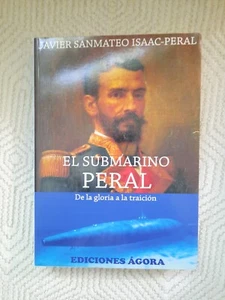 JAVIER SANMATEO ISAAC-PERAL
EL SUBMARINO
PERAL
De la gloria a la traición
EDICIONES ÁGORA